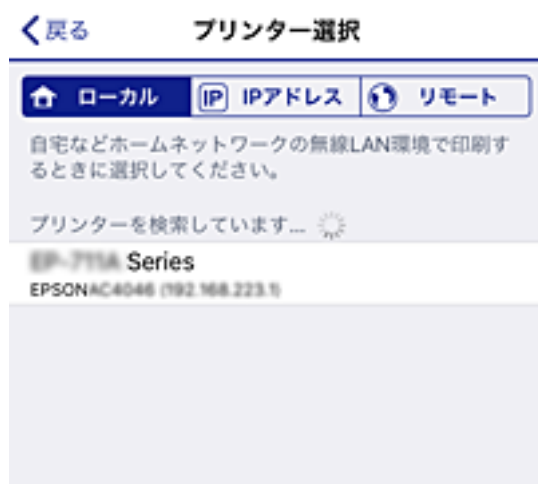 戻る プリンター選択
ローカル IP IPアドレス リモート
自宅などホームネットワークの無線LAN環境で印刷す
るときに選択してください。
プリンターを検索しています...
Series
EPSON